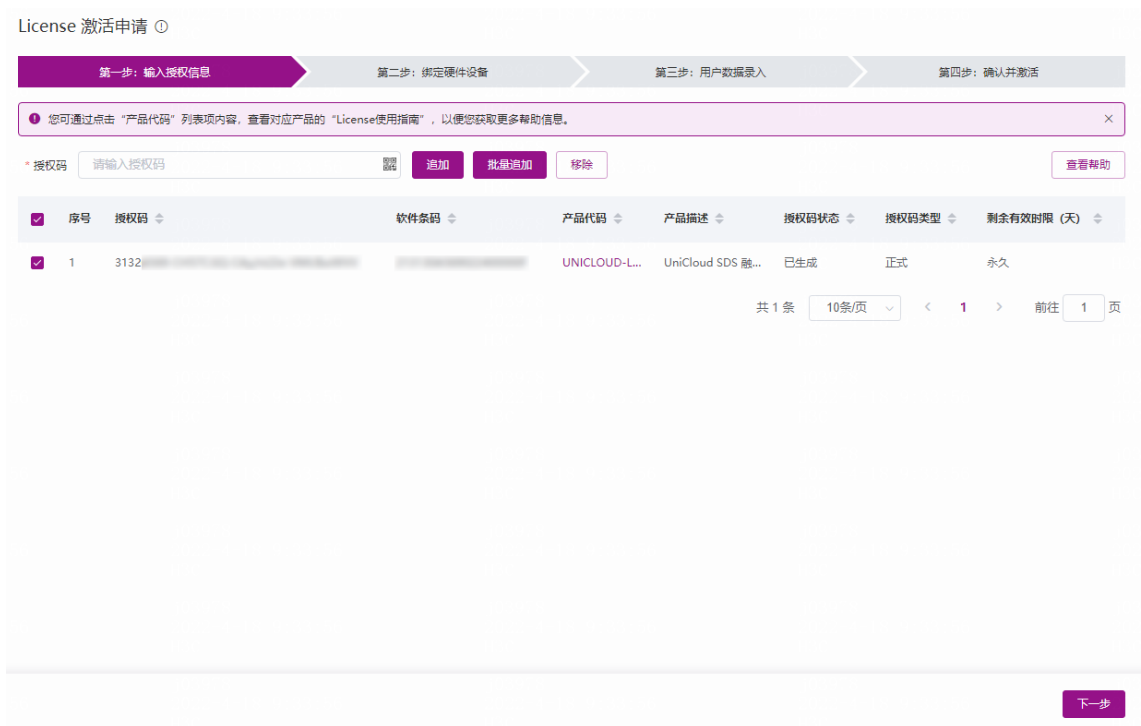 License 激活申请
第一步：输入授权信息 第二步：绑定硬件设备 第三步：用户数据录入 第四步：确认并激活
您可通过点击“产品代码”列表项内容，查看对应产品的“License使用指南”，以便您获取更多帮助信息。
* 授权码 请输入授权码 追加 批量追加 移除 查看帮助
序号 授权码 软件条码 产品代码 产品描述 授权码状态 授权码类型 剩余有效时限（天）
1 3132 UNICLOUD-L... UniCloud SDS 融... 已生成 正式 永久
共 1 条 10条/页 < 1 > 前往 1 页
下一步